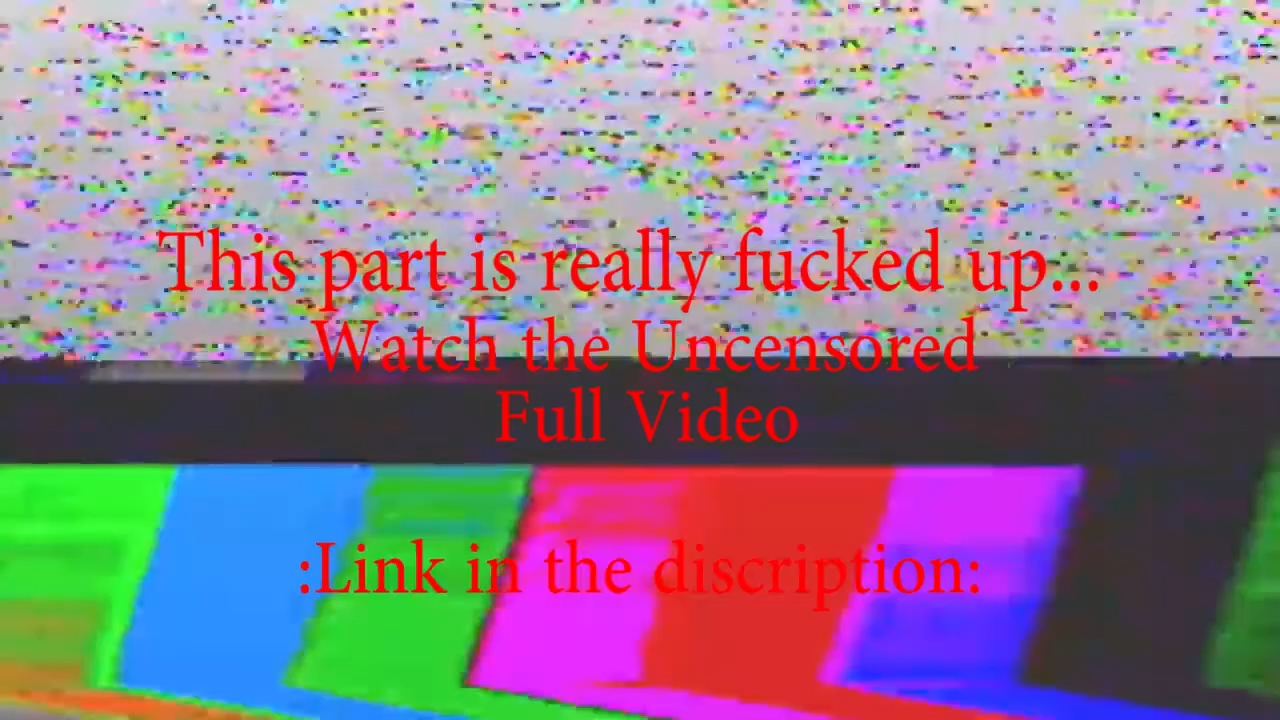 This part is really fucked up...
Watch the Uncensored
Full Video
:Link in the discription: